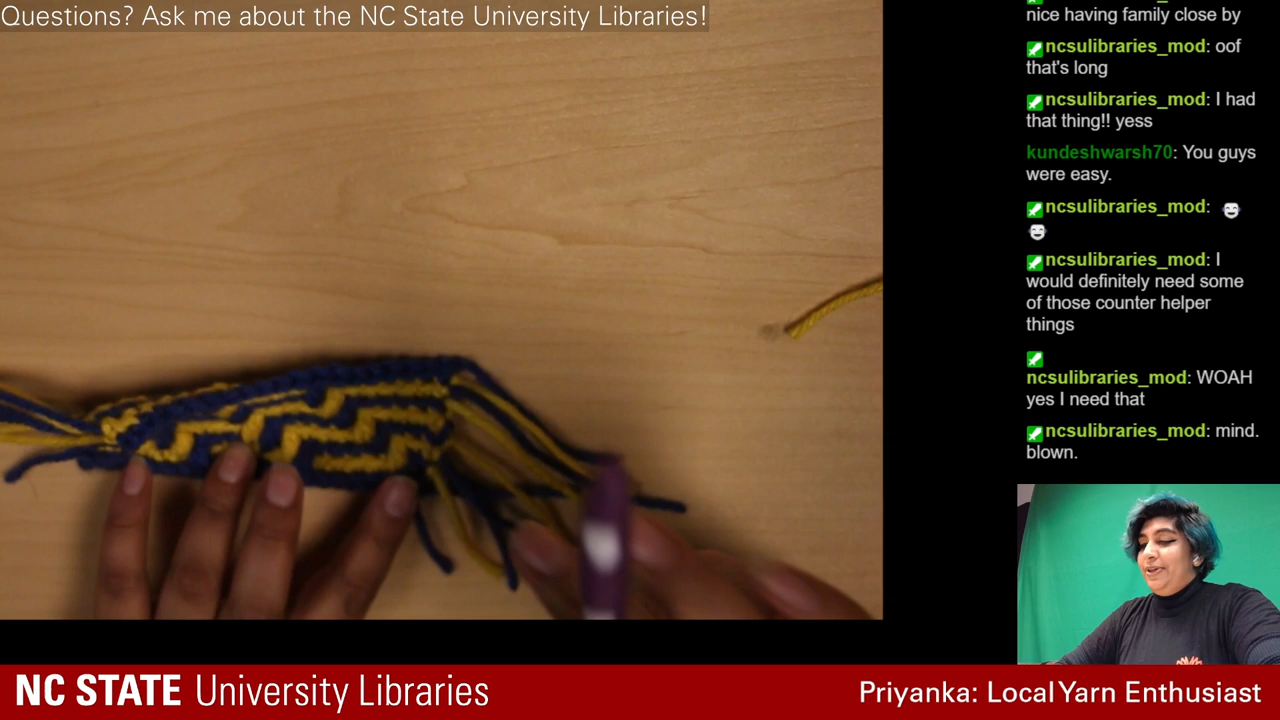 Questions? Ask me about the NC State University Libraries!
nice having family close by
ncsulibraries_mod: oof
that's long
ncsulibraries_mod: I had
that thing!! yess
kundeshwarsh70: You guys
were easy.
ncsulibraries_mod:
ncsulibraries_mod: I
would definitely need some
of those counter helper
things
ncsulibraries_mod: WOAH
yes I need that
ncsulibraries_mod: mind.
blown.
NC STATE University Libraries
Priyanka: Local Yarn Enthusiast